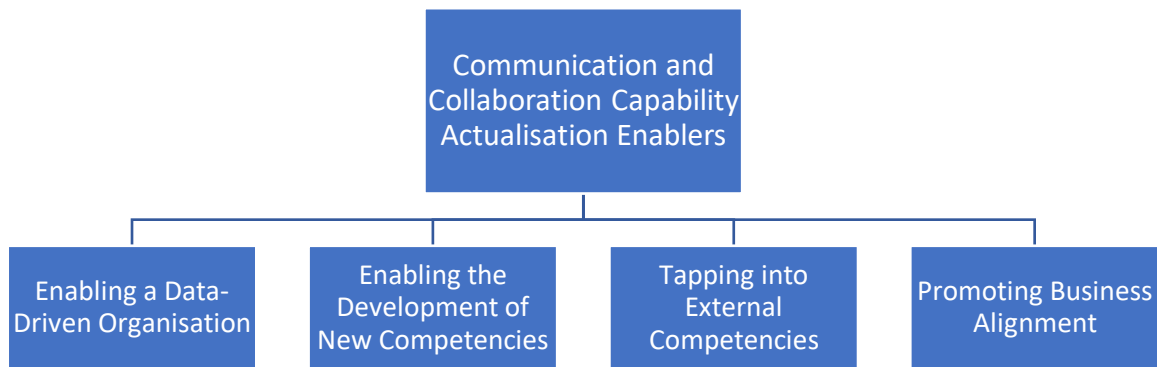 Communication and
Collaboration Capability
Actualisation Enablers
Enabling a Data-
Driven Organisation
Enabling the
Development of
New Competencies
Tapping into
External
Competencies
Promoting Business
Alignment